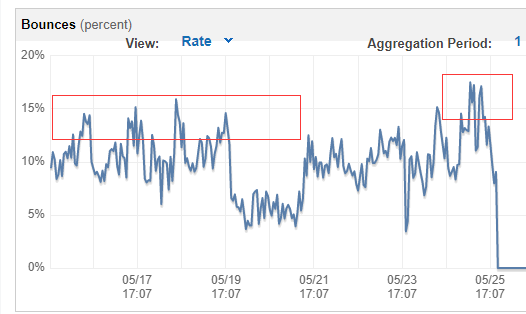 Bounces (percent)
View: Rate Aggregation Period: 1
20%
15%
10%
5%
0%
05/17 05/19 05/21 05/23 05/25
17:07 17:07 17:07 17:07 17:07